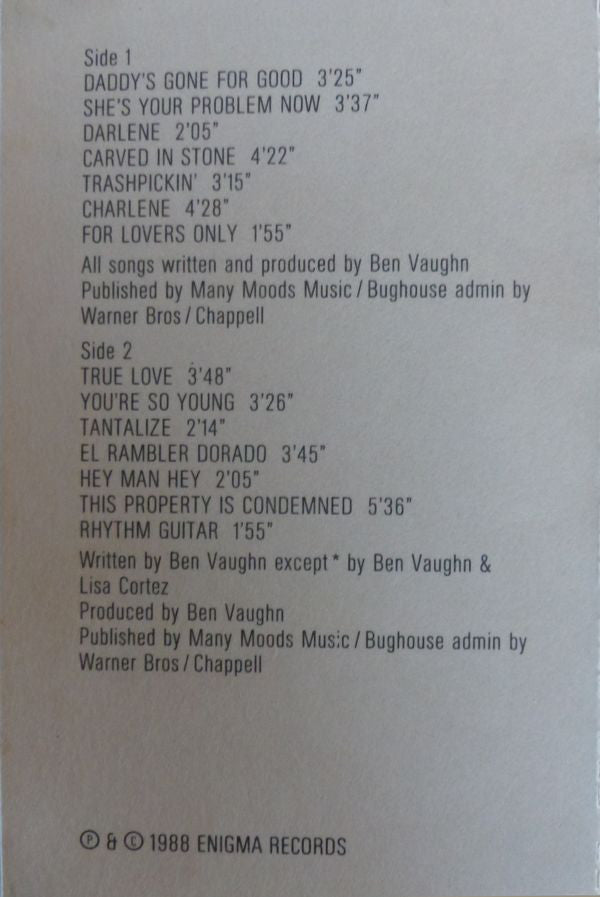 Side 1
DADDY'S GONE FOR GOOD 3'25"
SHE'S YOUR PROBLEM NOW 3'37"
DARLENE 2'05"
CARVED IN STONE 4'22"
TRASHPICKIN' 3'15"
CHARLENE 4'28"
FOR LOVERS ONLY 1'55"
All songs written and produced by Ben Vaughn
Published by Many Moods Music / Bughouse admin by
Warner Bros / Chappell
Side 2
TRUE LOVE 3'48"
YOU'RE SO YOUNG 3'26"
TANTALIZE 2'14"
EL RAMBLER DORADO 3'45"
HEY MAN HEY 2'05"
THIS PROPERTY IS CONDEMNED 5'36"
RHYTHM GUITAR 1'55"
Written by Ben Vaughn except * by Ben Vaughn &
Lisa Cortez
Produced by Ben Vaughn
Published by Many Moods Music / Bughouse admin by
Warner Bros / Chappell
℗ & © 1988 ENIGMA RECORDS